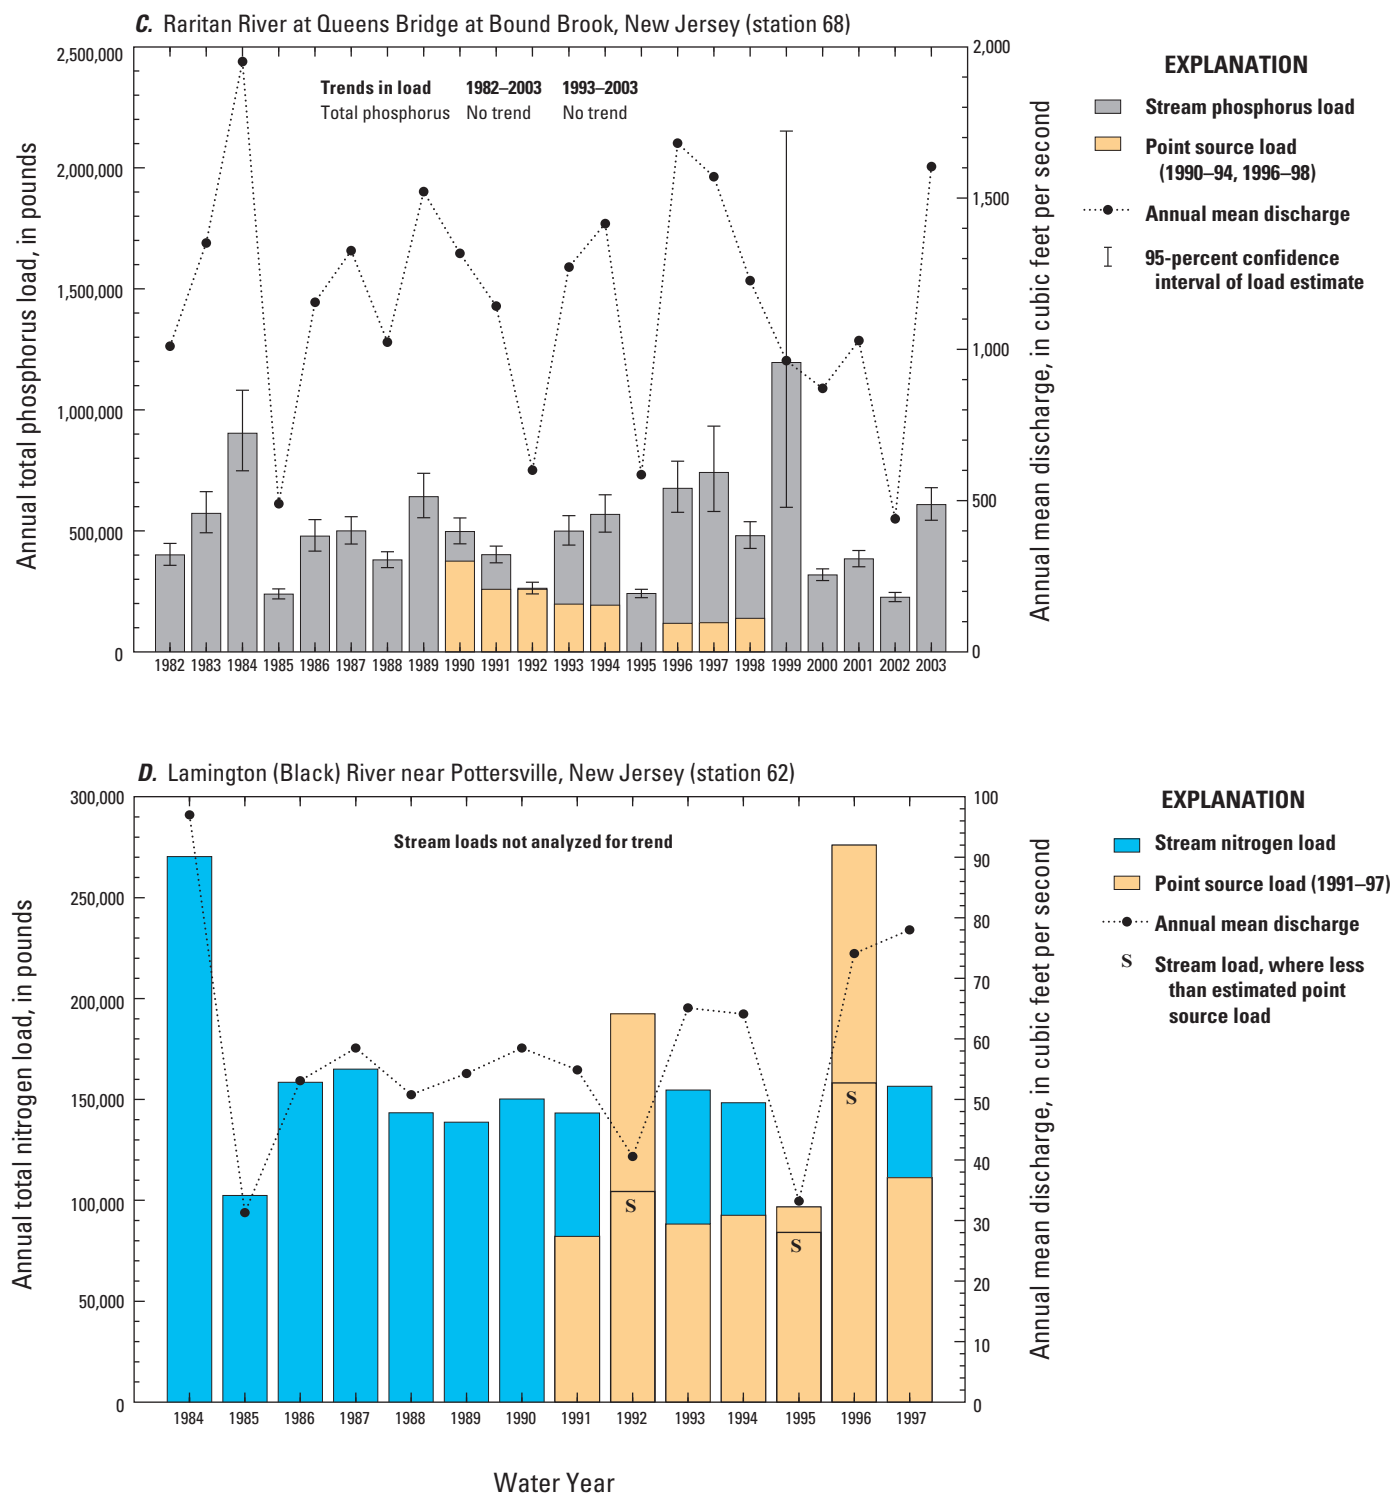 C. Raritan River at Queens Bridge at Bound Brook, New Jersey (station 68)
Annual total phosphorus load, in pounds
2,500,000
2,000,000
1,500,000
1,000,000
500,000
0
Trends in load 1982–2003 1993–2003
Total phosphorus No trend No trend
2,000
1,500
1,000
500
0
Annual mean discharge, in cubic feet per second
1982 1983 1984 1985 1986 1987 1988 1989 1990 1991 1992 1993 1994 1995 1996 1997 1998 1999 2000 2001 2002 2003
EXPLANATION
Stream phosphorus load
Point source load
(1990–94, 1996–98)
Annual mean discharge
95-percent confidence
interval of load estimate
D. Lamington (Black) River near Pottersville, New Jersey (station 62)
Annual total nitrogen load, in pounds
300,000
250,000
200,000
150,000
100,000
50,000
0
Stream loads not analyzed for trend
S
S
S
100
90
80
70
60
50
40
30
20
10
0
Annual mean discharge, in cubic feet per second
1984 1985 1986 1987 1988 1989 1990 1991 1992 1993 1994 1995 1996 1997
EXPLANATION
Stream nitrogen load
Point source load (1991–97)
Annual mean discharge
S Stream load, where less
than estimated point
source load
Water Year